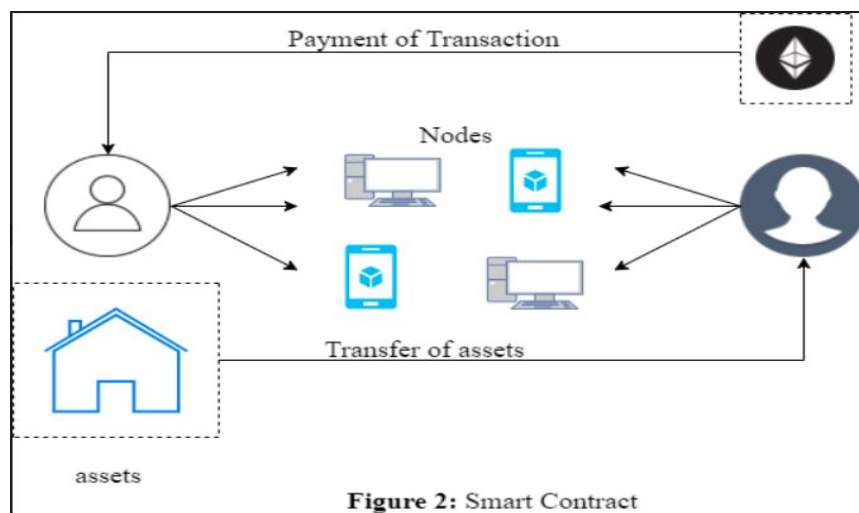 Payment of Transaction
Nodes
Transfer of assets
assets
Figure 2: Smart Contract